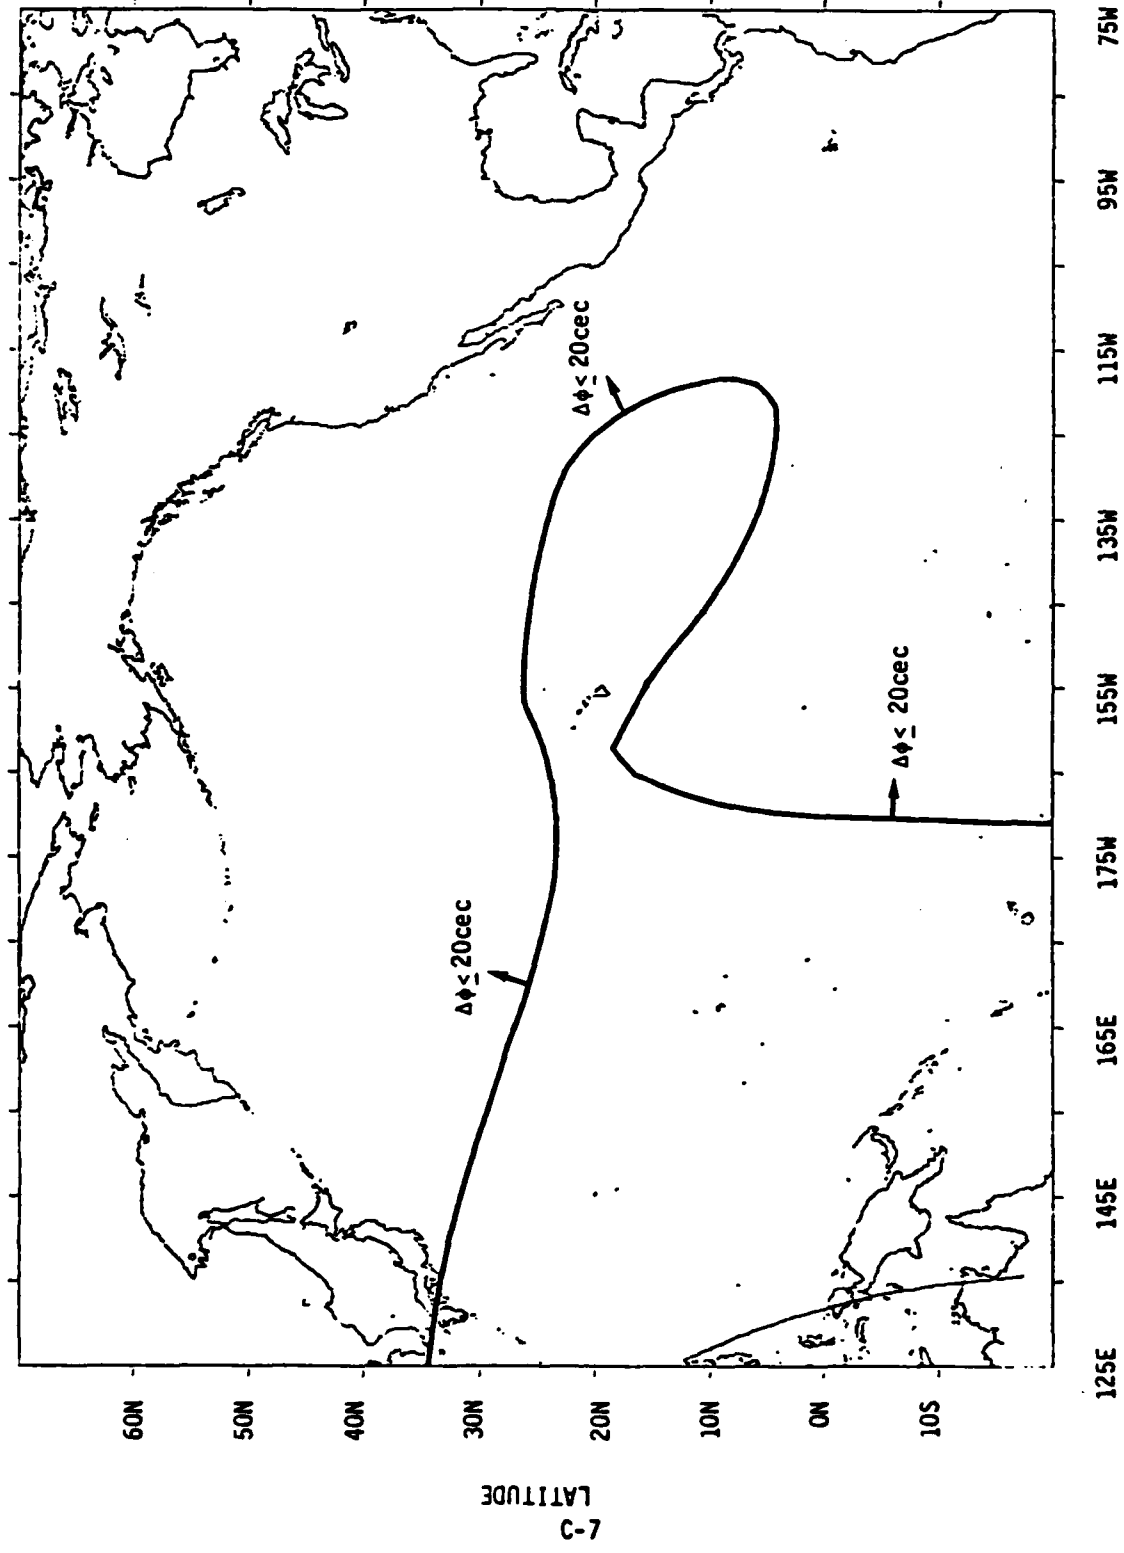 LATITUDE
60N
50N
40N
30N
20N
10N
0N
10S
125E
145E
165E
175W
155W
135W
115W
95W
75W
Δϕ≤ 20cec
Δϕ≤ 20cec
Δϕ≤ 20cec
C-7